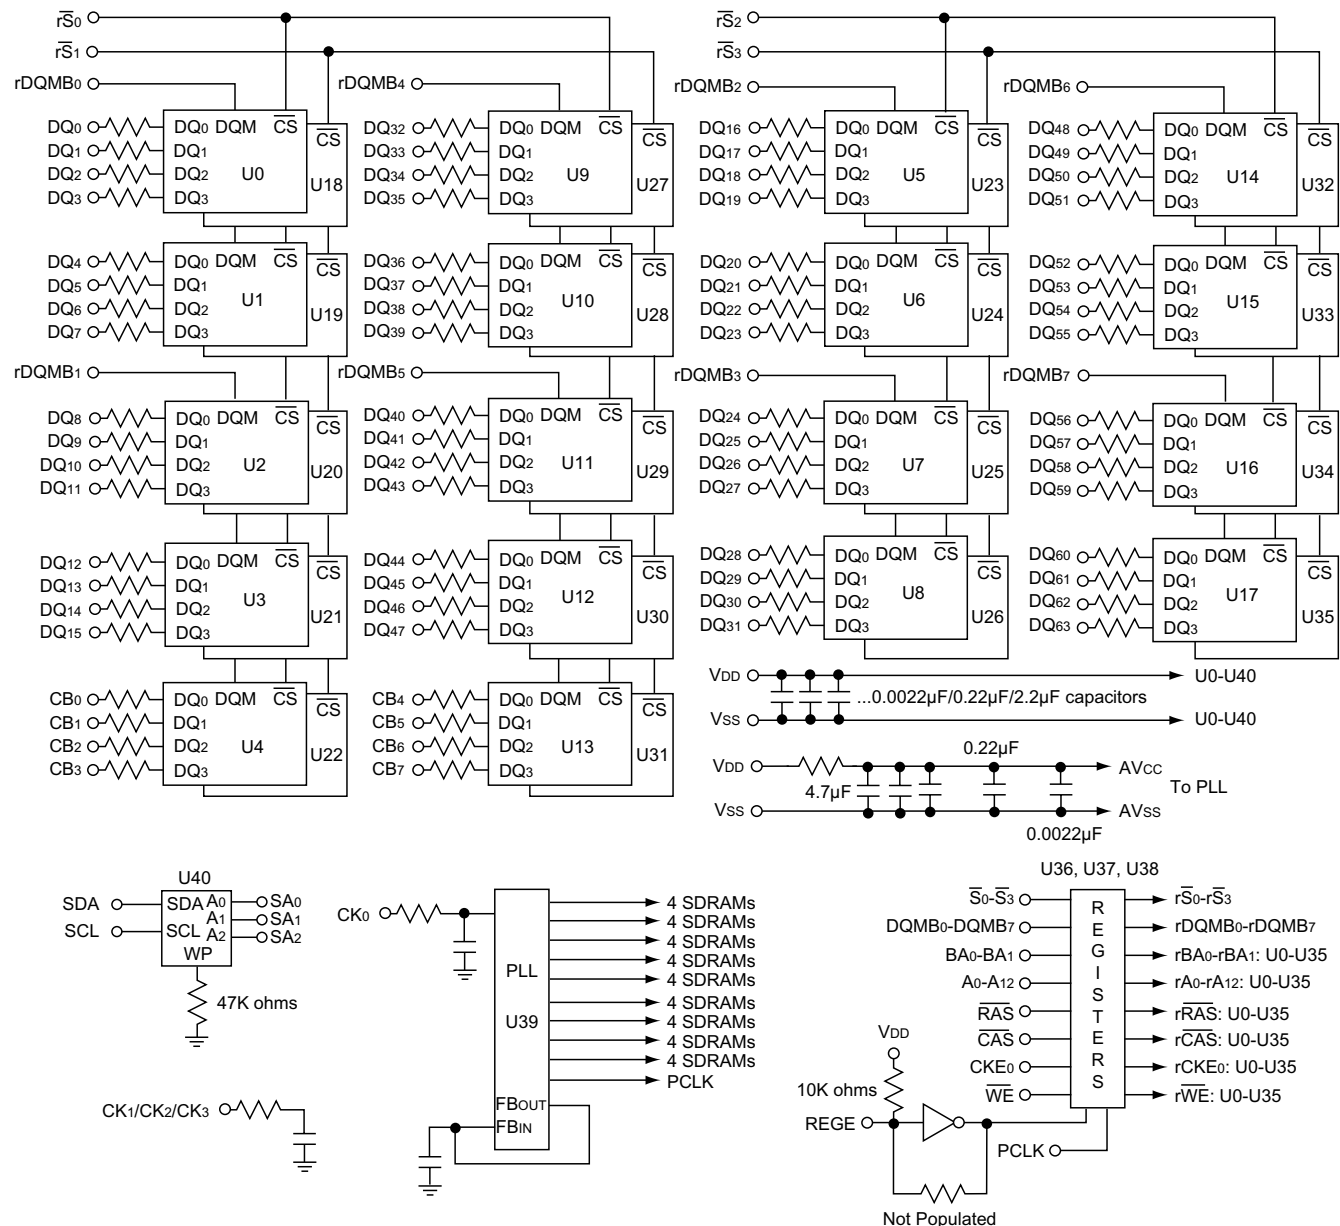 rS0
rS1
rDQMB0
DQ0 DQ0 DQM CS
DQ1 DQ1 CS
DQ2 DQ2 U0 U18
DQ3 DQ3
DQ4 DQ0 DQM CS
DQ5 DQ1 CS
DQ6 DQ2 U1 U19
DQ7 DQ3
rDQMB1
DQ8 DQ0 DQM CS
DQ9 DQ1 CS
DQ10 DQ2 U2 U20
DQ11 DQ3
DQ12 DQ0 DQM CS
DQ13 DQ1 CS
DQ14 DQ2 U3 U21
DQ15 DQ3
CB0 DQ0 DQM CS
CB1 DQ1 CS
CB2 DQ2 U4 U22
CB3 DQ3
rDQMB4
DQ32 DQ0 DQM CS
DQ33 DQ1 CS
DQ34 DQ2 U9 U27
DQ35 DQ3
DQ36 DQ0 DQM CS
DQ37 DQ1 CS
DQ38 DQ2 U10 U28
DQ39 DQ3
rDQMB5
DQ40 DQ0 DQM CS
DQ41 DQ1 CS
DQ42 DQ2 U11 U29
DQ43 DQ3
DQ44 DQ0 DQM CS
DQ45 DQ1 CS
DQ46 DQ2 U12 U30
DQ47 DQ3
CB4 DQ0 DQM CS
CB5 DQ1 CS
CB6 DQ2 U13 U31
CB7 DQ3
rS2
rS3
rDQMB2
DQ16 DQ0 DQM CS
DQ17 DQ1 CS
DQ18 DQ2 U5 U23
DQ19 DQ3
DQ20 DQ0 DQM CS
DQ21 DQ1 CS
DQ22 DQ2 U6 U24
DQ23 DQ3
rDQMB3
DQ24 DQ0 DQM CS
DQ25 DQ1 CS
DQ26 DQ2 U7 U25
DQ27 DQ3
DQ28 DQ0 DQM CS
DQ29 DQ1 CS
DQ30 DQ2 U8 U26
DQ31 DQ3
rDQMB6
DQ48 DQ0 DQM CS
DQ49 DQ1 CS
DQ50 DQ2 U14 U32
DQ51 DQ3
DQ52 DQ0 DQM CS
DQ53 DQ1 CS
DQ54 DQ2 U15 U33
DQ55 DQ3
rDQMB7
DQ56 DQ0 DQM CS
DQ57 DQ1 CS
DQ58 DQ2 U16 U34
DQ59 DQ3
DQ60 DQ0 DQM CS
DQ61 DQ1 CS
DQ62 DQ2 U17 U35
DQ63 DQ3
VDD U0-U40
...0.0022µF/0.22µF/2.2µF capacitors
VSS U0-U40
0.22µF
VDD AVCC
4.7µF To PLL
VSS AVSS
0.0022µF
U40
SDA SDA A0 SA0
A1 SA1
SCL SCL A2 SA2
WP
47K ohms
CK1/CK2/CK3
CK0
PLL
U39
FBOUT
FBIN
4 SDRAMs
4 SDRAMs
4 SDRAMs
4 SDRAMs
4 SDRAMs
4 SDRAMs
4 SDRAMs
4 SDRAMs
4 SDRAMs
PCLK
U36, U37, U38
REGISTERS
S0-S3 rS0-rS3
DQMB0-DQMB7 rDQMB0-rDQMB7
BA0-BA1 rBA0-rBA1: U0-U35
A0-A12 rA0-rA12: U0-U35
RAS rRAS: U0-U35
CAS rCAS: U0-U35
CKE0 rCKE0: U0-U35
WE rWE: U0-U35
VDD
10K ohms
REGE
PCLK
Not Populated